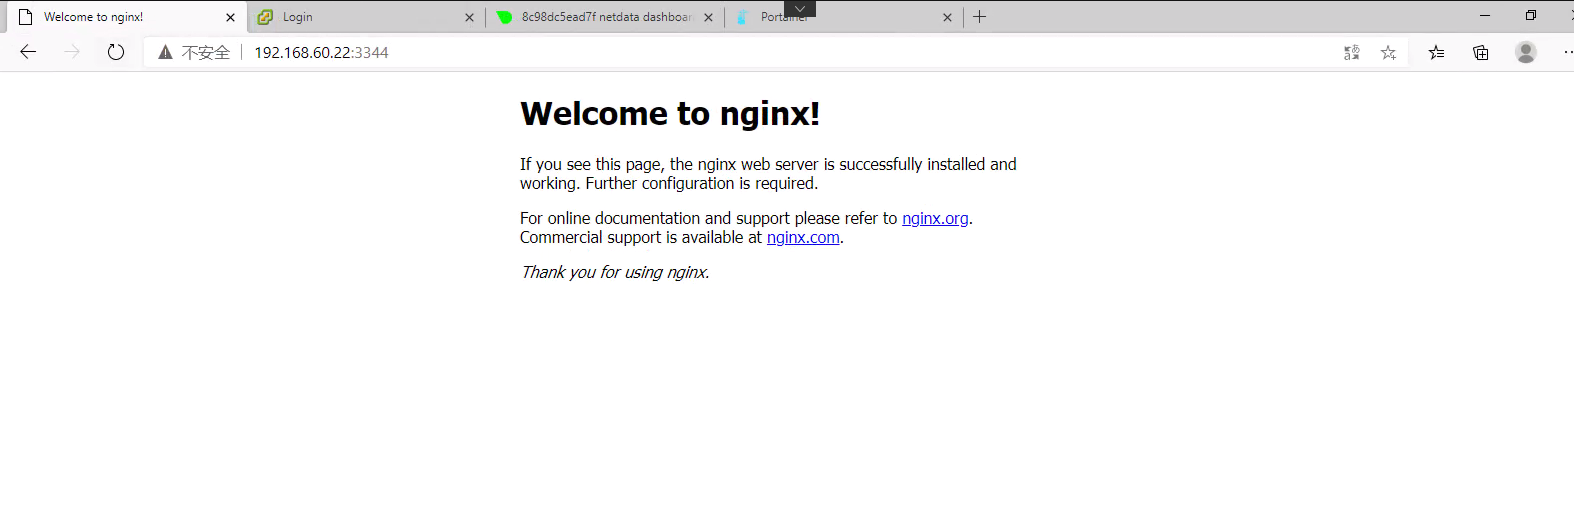 Welcome to nginx!
Login
8c98dc5ead7f netdata dashboar
Portainer
不安全
192.168.60.22:3344
Welcome to nginx!
If you see this page, the nginx web server is successfully installed and
working. Further configuration is required.
For online documentation and support please refer to nginx.org.
Commercial support is available at nginx.com.
Thank you for using nginx.